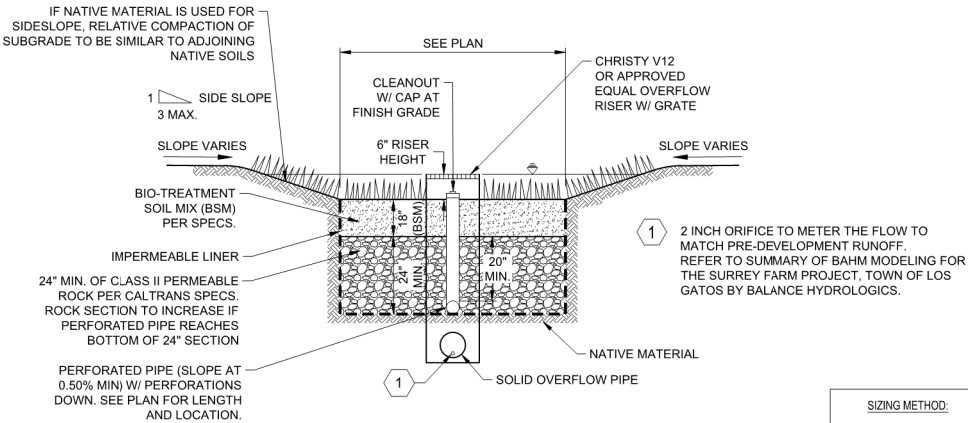 IF NATIVE MATERIAL IS USED FOR
SIDESLOPE, RELATIVE COMPACTION OF
SUBGRADE TO BE SIMILAR TO ADJOINING
NATIVE SOILS
SEE PLAN
CHRISTY V12
OR APPROVED
EQUAL OVERFLOW
RISER W/ GRATE
CLEANOUT
W/ CAP AT
FINISH GRADE
1 SIDE SLOPE
3 MAX.
6" RISER
HEIGHT
SLOPE VARIES
SLOPE VARIES
BIO-TREATMENT
SOIL MIX (BSM)
PER SPECS.
18"
(BSM)
IMPERMEABLE LINER
24" MIN. OF CLASS II PERMEABLE
ROCK PER CALTRANS SPECS.
ROCK SECTION TO INCREASE IF
PERFORATED PIPE REACHES
BOTTOM OF 24" SECTION
24"
MIN.
20"
MIN.
1
2 INCH ORIFICE TO METER THE FLOW TO
MATCH PRE-DEVELOPMENT RUNOFF.
REFER TO SUMMARY OF BAHM MODELING FOR
THE SURREY FARM PROJECT, TOWN OF LOS
GATOS BY BALANCE HYDROLOGICS.
NATIVE MATERIAL
PERFORATED PIPE (SLOPE AT
0.50% MIN) W/ PERFORATIONS
DOWN. SEE PLAN FOR LENGTH
AND LOCATION.
1
SOLID OVERFLOW PIPE
SIZING METHOD: